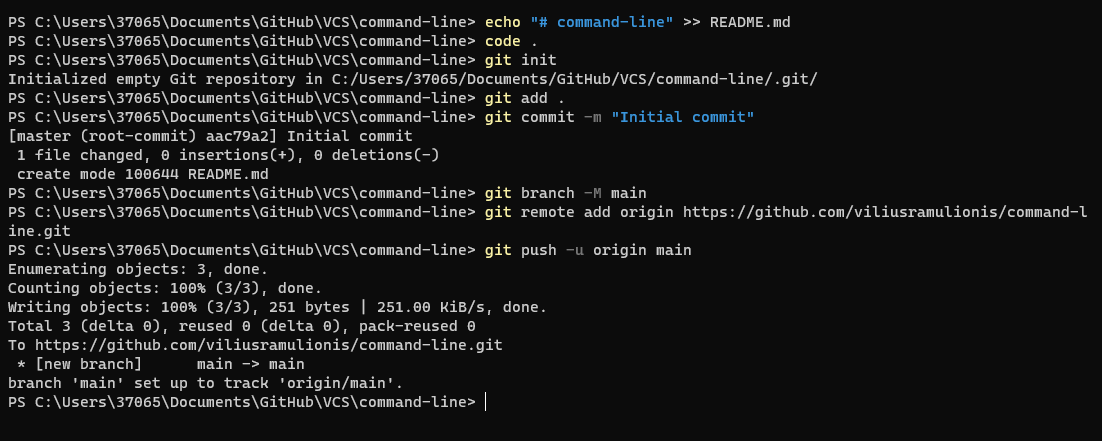 PS C:\Users\37065\Documents\GitHub\VCS\command-line> echo "# command-line" >> README.md
PS C:\Users\37065\Documents\GitHub\VCS\command-line> code .
PS C:\Users\37065\Documents\GitHub\VCS\command-line> git init
Initialized empty Git repository in C:/Users/37065/Documents/GitHub/VCS/command-line/.git/
PS C:\Users\37065\Documents\GitHub\VCS\command-line> git add .
PS C:\Users\37065\Documents\GitHub\VCS\command-line> git commit -m "Initial commit"
[master (root-commit) aac79a2] Initial commit
 1 file changed, 0 insertions(+), 0 deletions(-)
 create mode 100644 README.md
PS C:\Users\37065\Documents\GitHub\VCS\command-line> git branch -M main
PS C:\Users\37065\Documents\GitHub\VCS\command-line> git remote add origin https://github.com/viliusramulionis/command-l
ine.git
PS C:\Users\37065\Documents\GitHub\VCS\command-line> git push -u origin main
Enumerating objects: 3, done.
Counting objects: 100% (3/3), done.
Writing objects: 100% (3/3), 251 bytes | 251.00 KiB/s, done.
Total 3 (delta 0), reused 0 (delta 0), pack-reused 0
To https://github.com/viliusramulionis/command-line.git
 * [new branch]      main -> main
branch 'main' set up to track 'origin/main'.
PS C:\Users\37065\Documents\GitHub\VCS\command-line>